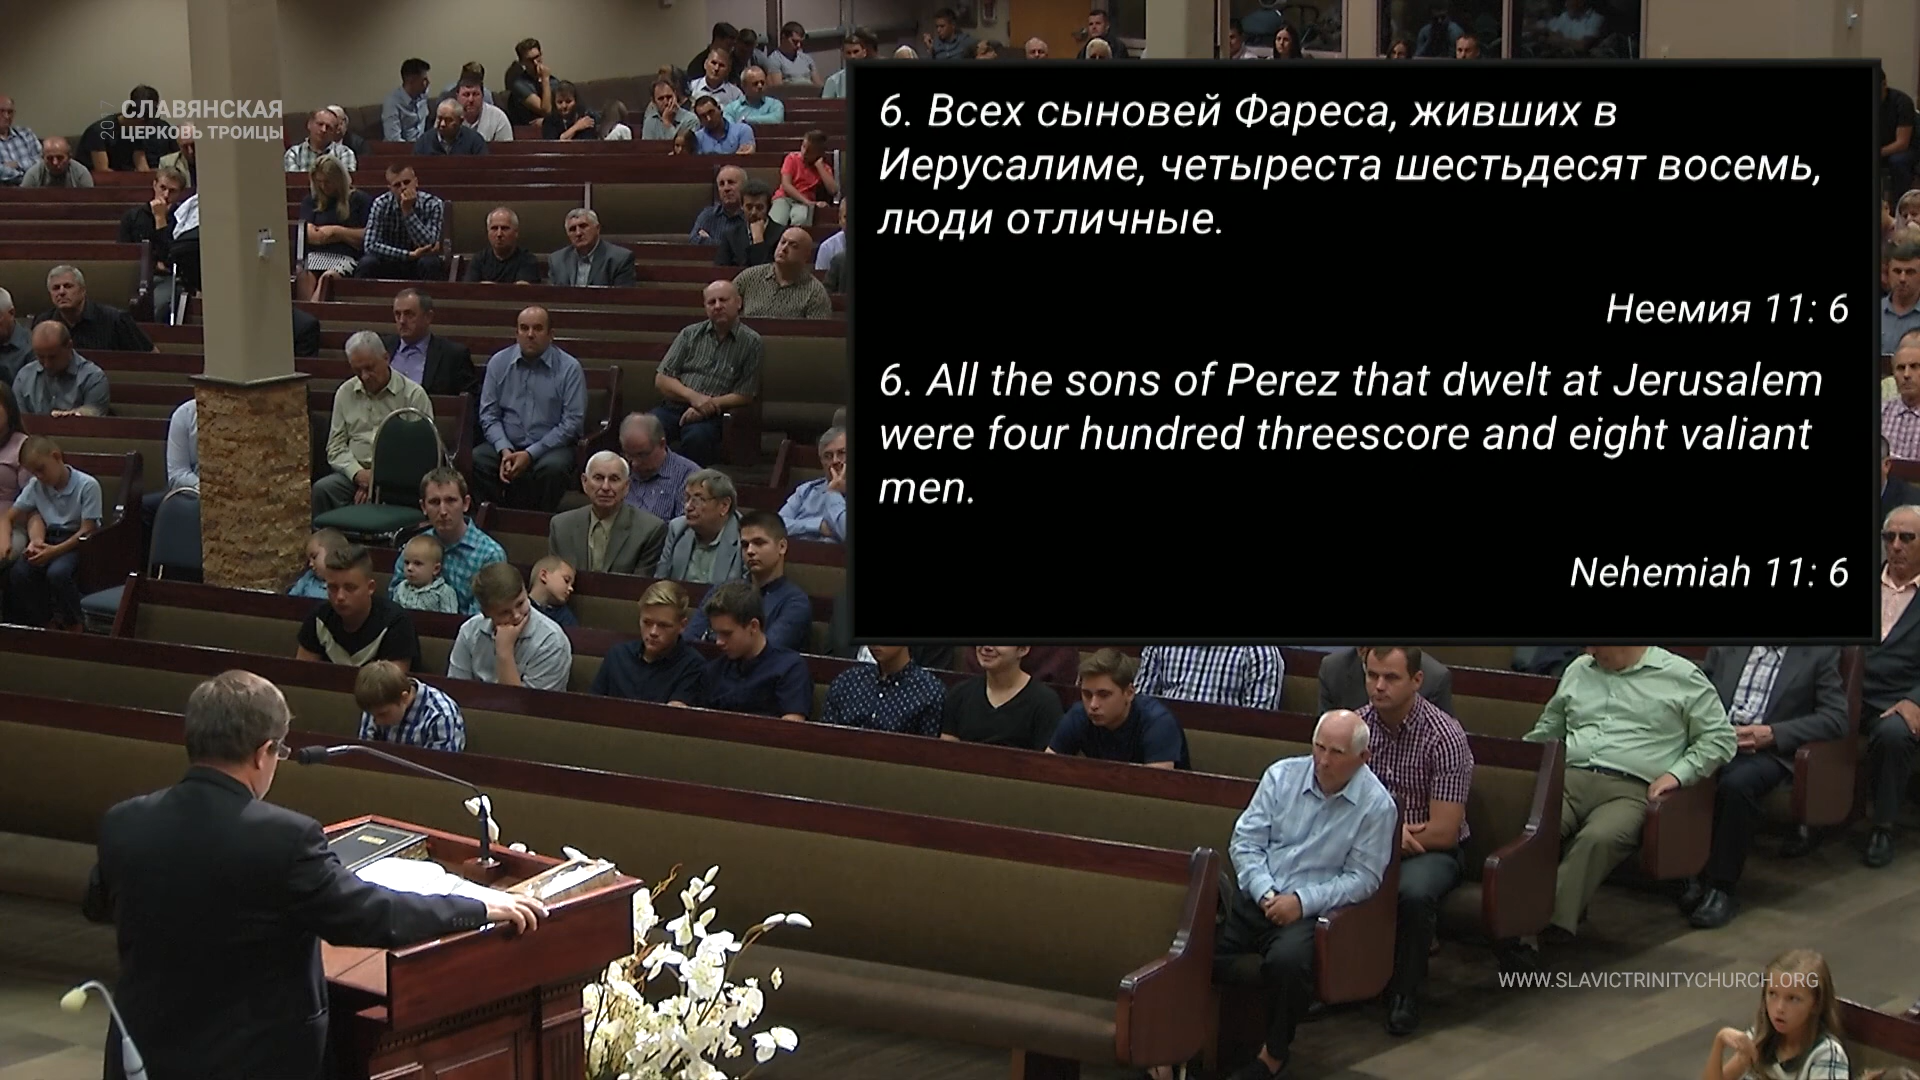 2017
СЛАВЯНСКАЯ
ЦЕРКОВЬ ТРОИЦЫ
6. Всех сыновей Фареса, живших в
Иерусалиме, четыреста шестьдесят восемь,
люди отличные.
Неемия 11: 6
6. All the sons of Perez that dwelt at Jerusalem
were four hundred threescore and eight valiant
men.
Nehemiah 11: 6
WWW.SLAVICTRINITYCHURCH.ORG